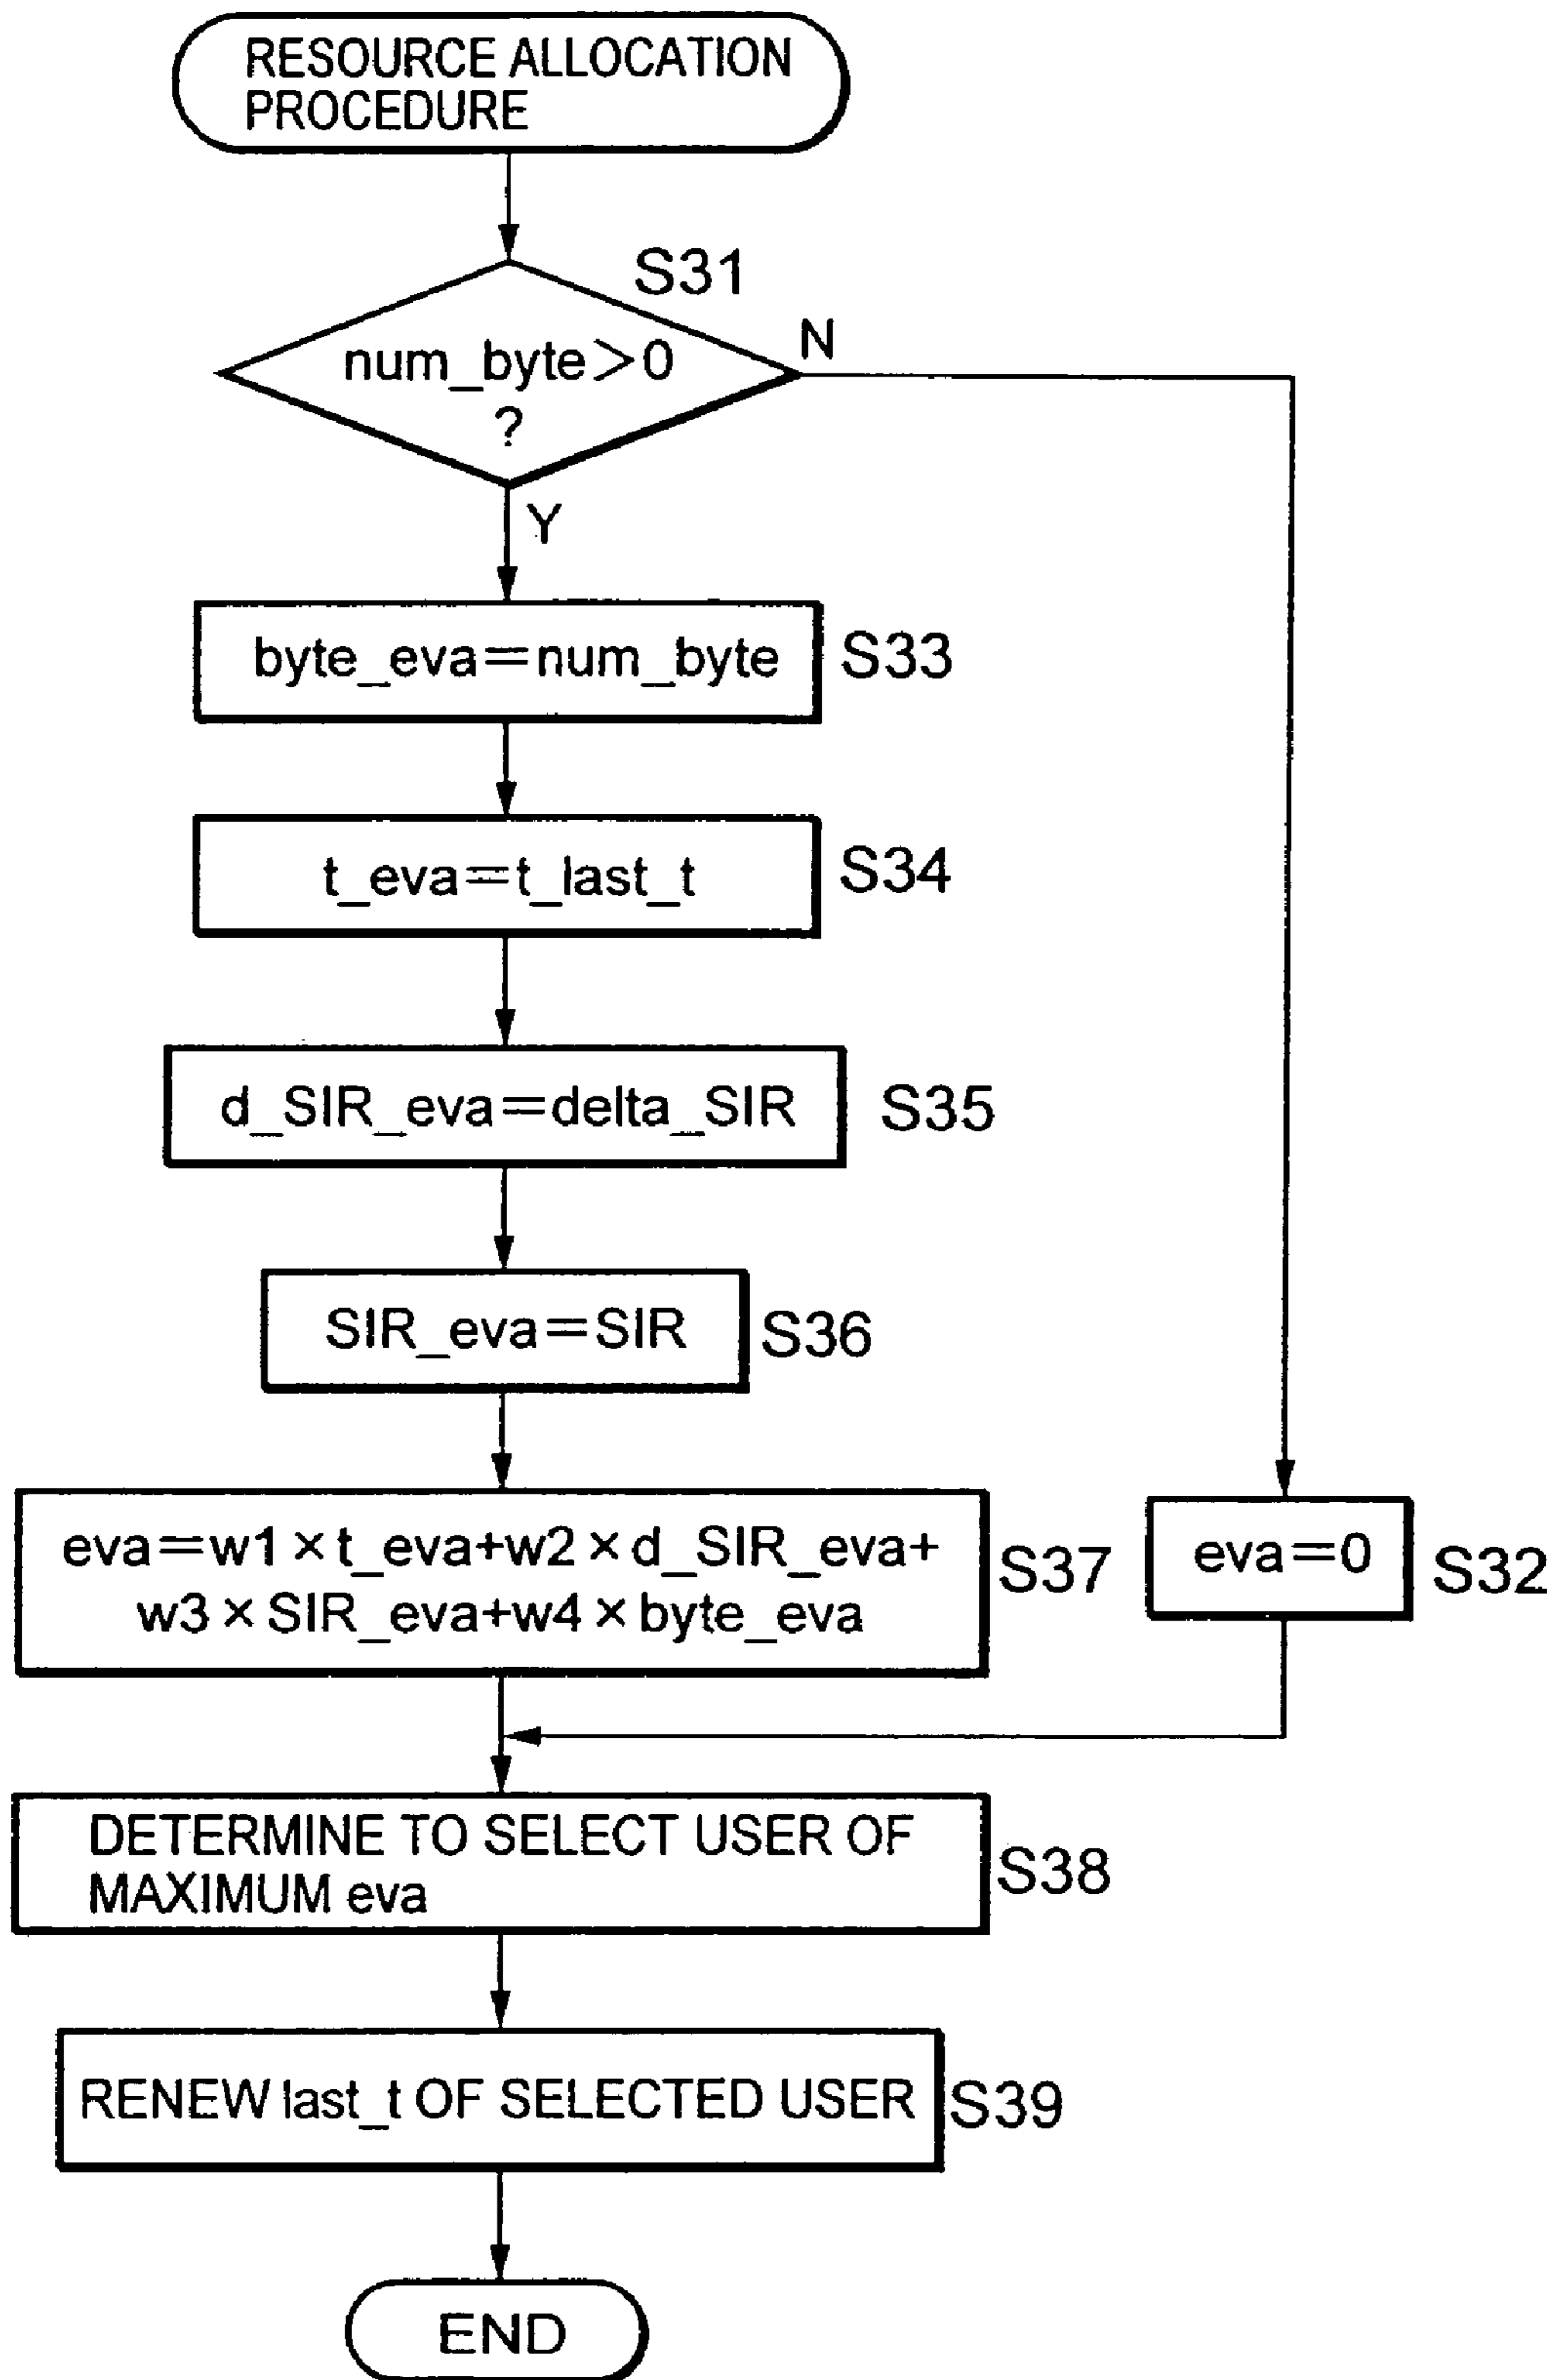 RESOURCE ALLOCATION
PROCEDURE
S31
num_byte>0
?
N
Y
byte_eva=num_byte
S33
t_eva=t_last_t
S34
d_SIR_eva=delta_SIR
S35
SIR_eva=SIR
S36
eva=w1×t_eva+w2×d_SIR_eva+
w3×SIR_eva+w4×byte_eva
S37
eva=0
S32
DETERMINE TO SELECT USER OF
MAXIMUM eva
S38
RENEW last_t OF SELECTED USER
S39
END